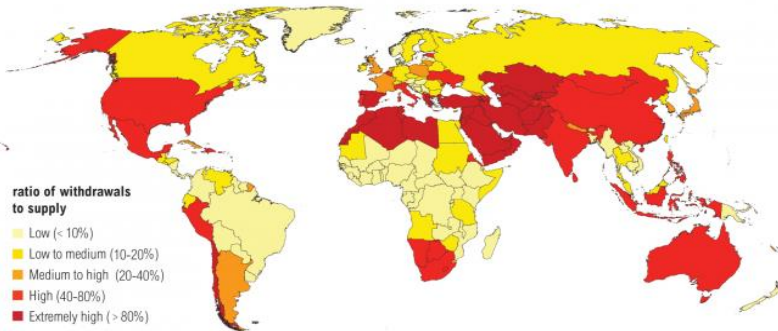 ratio of withdrawals
to supply
Low (< 10%)
Low to medium (10-20%)
Medium to high (20-40%)
High (40-80%)
Extremely high (> 80%)